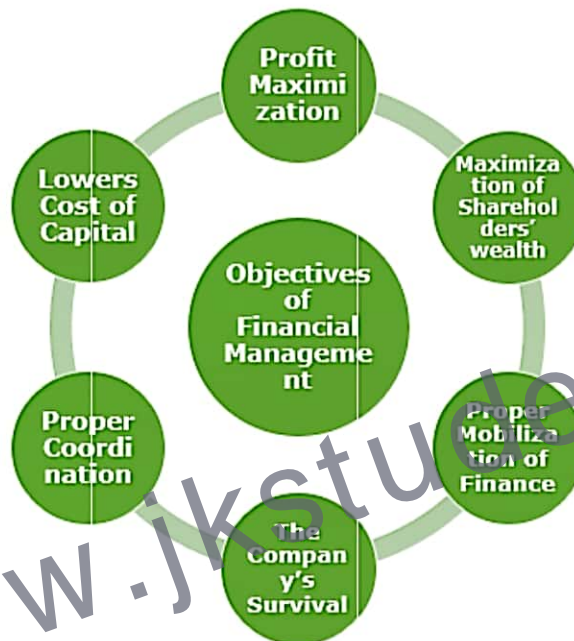 Profit
Maximi
zation
Maximiza
tion of
Sharehol
ders’
wealth
Proper
Mobiliza
tion of
Finance
The
Compan
y’s
Survival
Proper
Coordi
nation
Lowers
Cost of
Capital
Objectives
of
Financial
Manageme
nt
w.jkstude